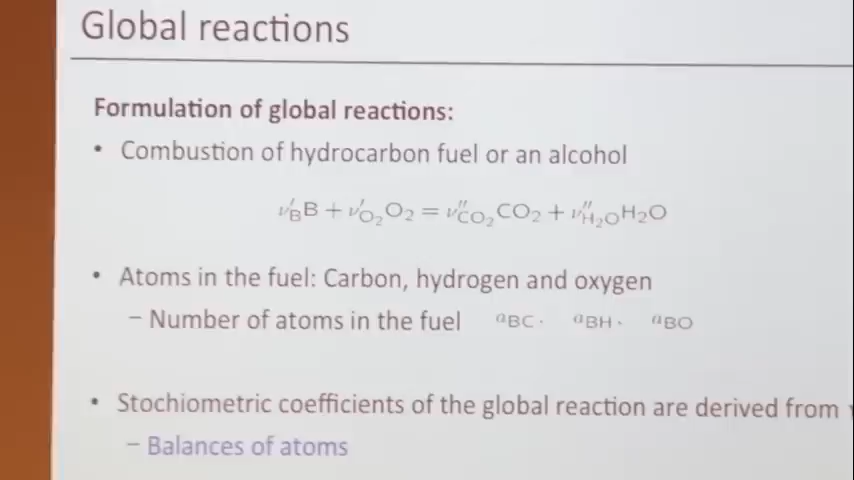 Global reactions
Formulation of global reactions:
• Combustion of hydrocarbon fuel or an alcohol
ν′_B B + ν′_O₂ O₂ = ν″_CO₂ CO₂ + ν″_H₂O H₂O
• Atoms in the fuel: Carbon, hydrogen and oxygen
– Number of atoms in the fuel a_BC, a_BH, a_BO
• Stochiometric coefficients of the global reaction are derived from
– Balances of atoms